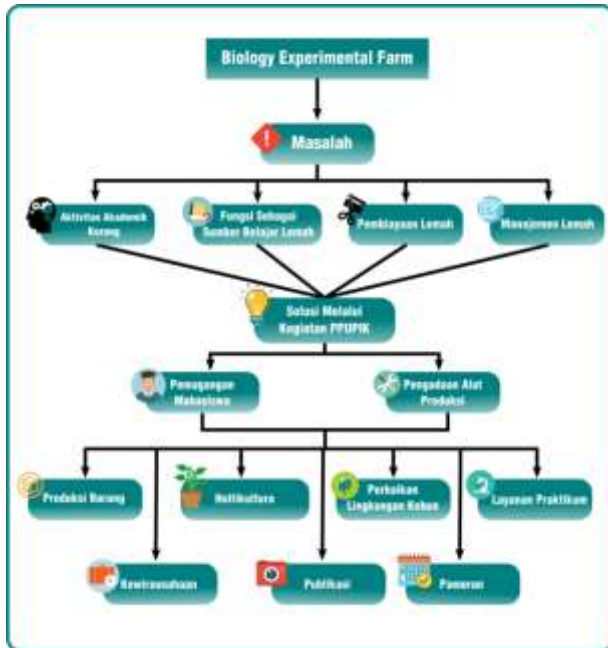 Biology Experimental Farm
Masalah
Aktivitas Akademik
Kurang
Fungsi Sebagai
Sumber Belajar Lemah
Pembiayaan Lemah
Manajemen Lemah
Solusi Melalui
Kegiatan PPUPIK
Pemagangan
Mahasiswa
Pengadaan Alat
Produksi
Produksi Barang
Holtikultura
Perbaikan
Lingkungan Kebun
Layanan Praktikum
Kewirausahaan
Publikasi
Pameran